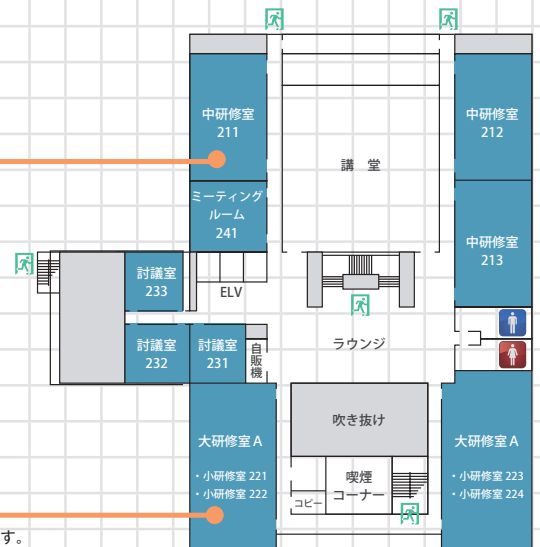 中研修室
211
中研修室
212
講 堂
ミーティング
ルーム
241
中研修室
213
討議室
233
ELV
討議室
232
討議室
231
自販機
ラウンジ
吹き抜け
大研修室A
・小研修室 221
・小研修室 222
喫煙
コーナー
コピー
大研修室A
・小研修室 223
・小研修室 224
す。